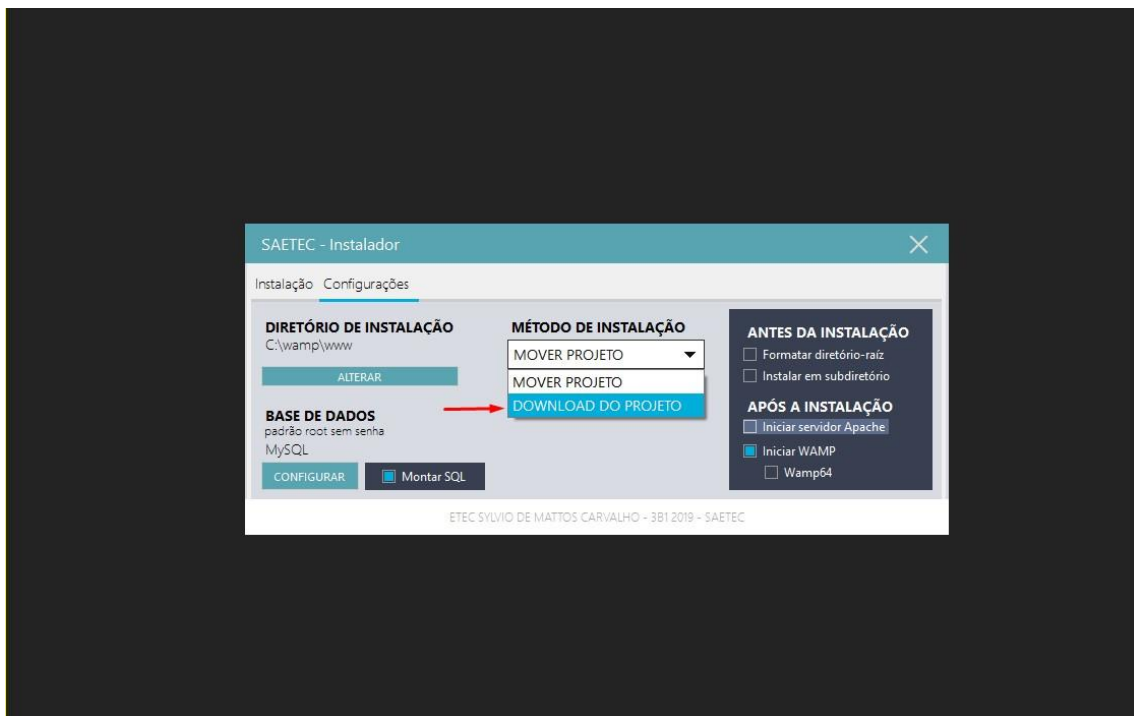 SAETEC - Instalador
Instalação Configurações
DIRETÓRIO DE INSTALAÇÃO
C:\wamp\www
ALTERAR
BASE DE DADOS
padrão root sem senha
MySQL
CONFIGURAR
Montar SQL
MÉTODO DE INSTALAÇÃO
MOVER PROJETO
MOVER PROJETO
DOWNLOAD DO PROJETO
ANTES DA INSTALAÇÃO
Formatar diretório-raíz
Instalar em subdiretório
APÓS A INSTALAÇÃO
Iniciar servidor Apache
Iniciar WAMP
Wamp64
ETEC SYLVIO DE MATTOS CARVALHO - 3B1 2019 - SAETEC